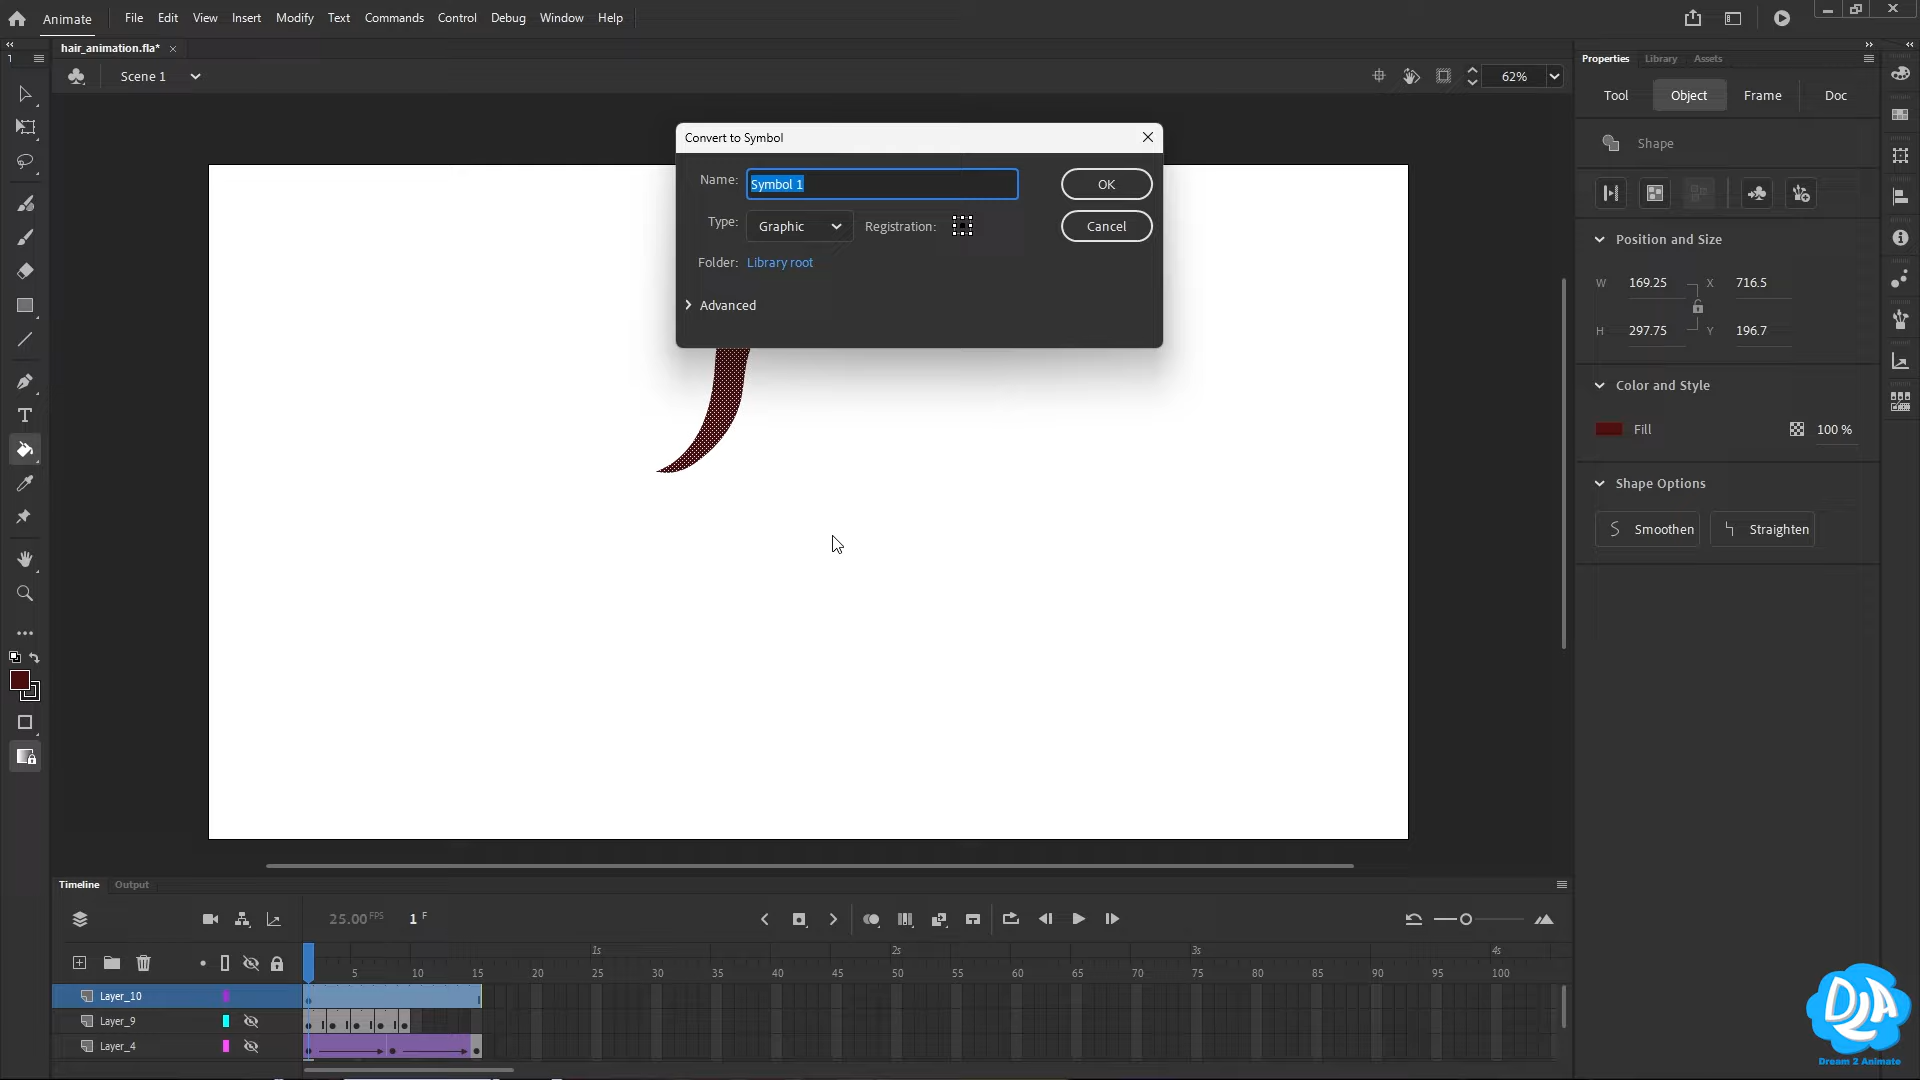 Animate
File Edit View Insert Modify Text Commands Control Debug Window Help
hair_animation.fla*
Scene 1
62%
Convert to Symbol
Name: Symbol 1
OK
Type: Graphic Registration:
Cancel
Folder: Library root
Advanced
Properties Library Assets
Tool Object Frame Doc
Shape
Position and Size
W 169.25 X 716.5
H 297.75 Y 196.7
Color and Style
Fill 100 %
Shape Options
Smoothen Straighten
Timeline Output
25.00 FPS 1 F
1s 2s 3s 4s
5 10 15 20 25 30 35 40 45 50 55 60 65 70 75 80 85 90 95 100
Layer_10
Layer_9
Layer_4
D2A
Dream 2 Animate